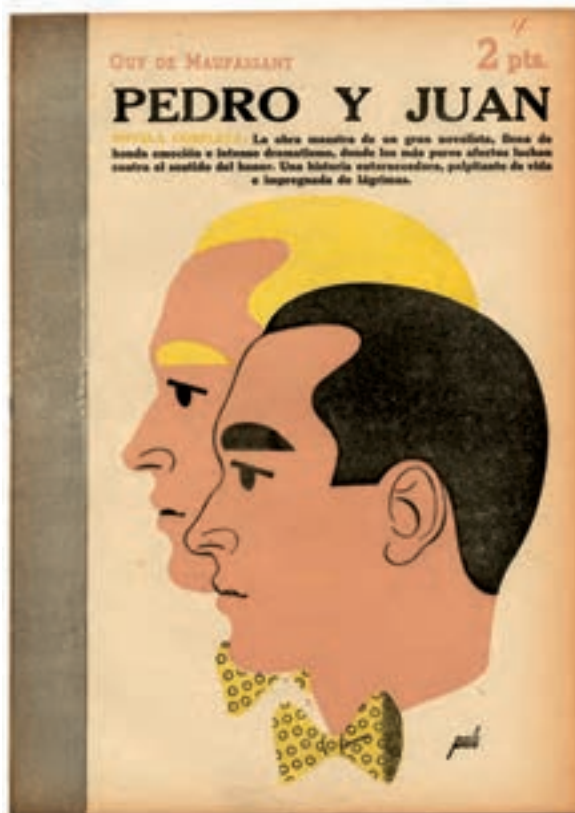 GUY DE MAUPASSANT
2 pts.
PEDRO Y JUAN
NOVELA COMPLETA: La obra maestra de un gran novelista, llena de
honda emoción e intenso dramatismo, donde los más puros afectos luchan
contra el sentido del honor. Una historia enternecedora, palpitante de vida
e impregnada de lágrimas.